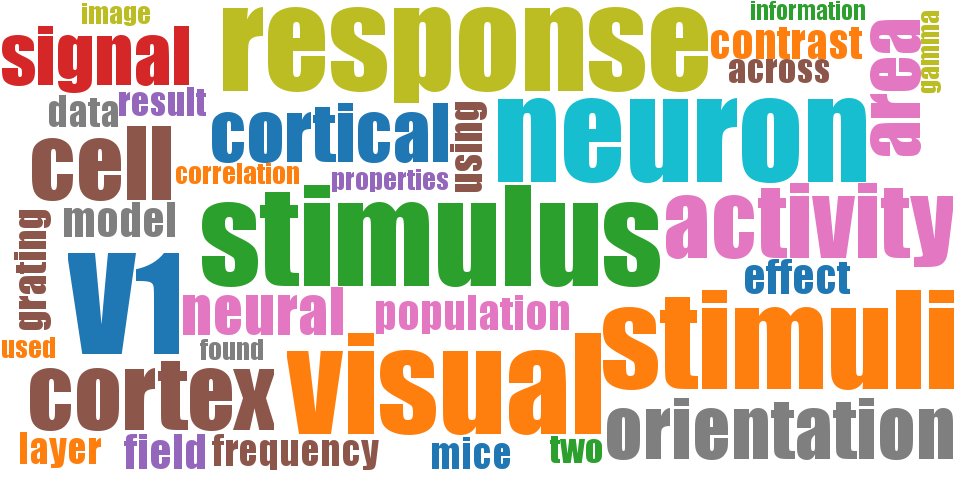 image
response
information
signal
contrast
area
gamma
across
data
result
cortical
using
neuron
cell
correlation
properties
model
stimulus
activity
grating
V1
neural
population
effect
stimuli
used
found
cortex
visual
orientation
layer
field
frequency
mice
two